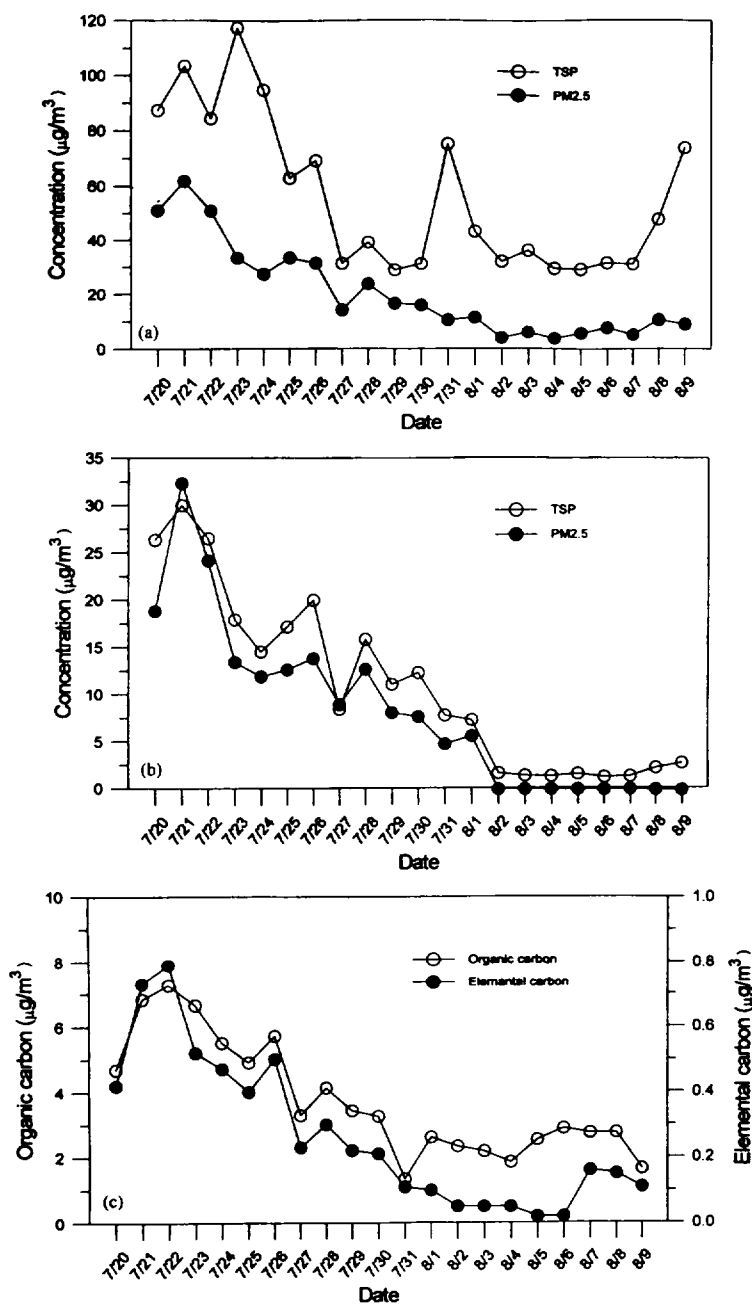 120
100
80
60
40
20
0
Concentration (μg/m³)
TSP
PM2.5
(a)
7/20 7/21 7/22 7/23 7/24 7/25 7/26 7/27 7/28 7/29 7/30 7/31 8/1 8/2 8/3 8/4 8/5 8/6 8/7 8/8 8/9
Date
35
30
25
20
15
10
5
0
Concentration (μg/m³)
TSP
PM2.5
(b)
7/20 7/21 7/22 7/23 7/24 7/25 7/26 7/27 7/28 7/29 7/30 7/31 8/1 8/2 8/3 8/4 8/5 8/6 8/7 8/8 8/9
Date
10
8
6
4
2
0
Organic carbon (μg/m³)
Organic carbon
Elemantal carbon
(c)
1.0
0.8
0.6
0.4
0.2
0.0
Elemental carbon (μg/m³)
7/20 7/21 7/22 7/23 7/24 7/25 7/26 7/27 7/28 7/29 7/30 7/31 8/1 8/2 8/3 8/4 8/5 8/6 8/7 8/8 8/9
Date